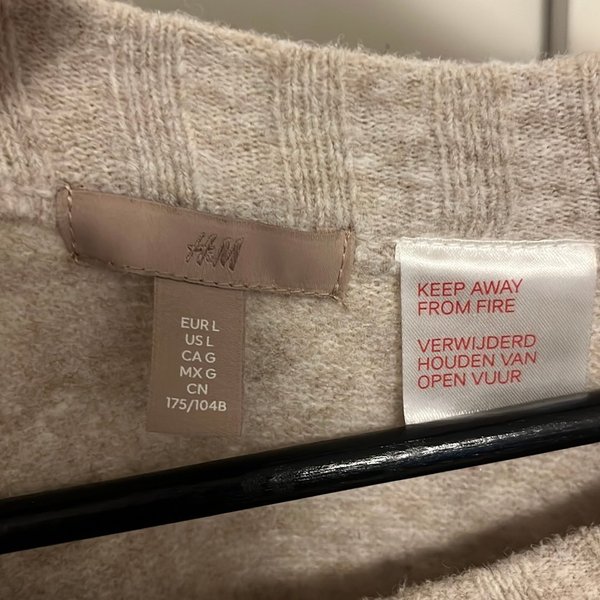 H&M
EUR L
US L
CA G
MX G
CN
175/104B
KEEP AWAY
FROM FIRE
VERWIJDERD
HOUDEN VAN
OPEN VUUR